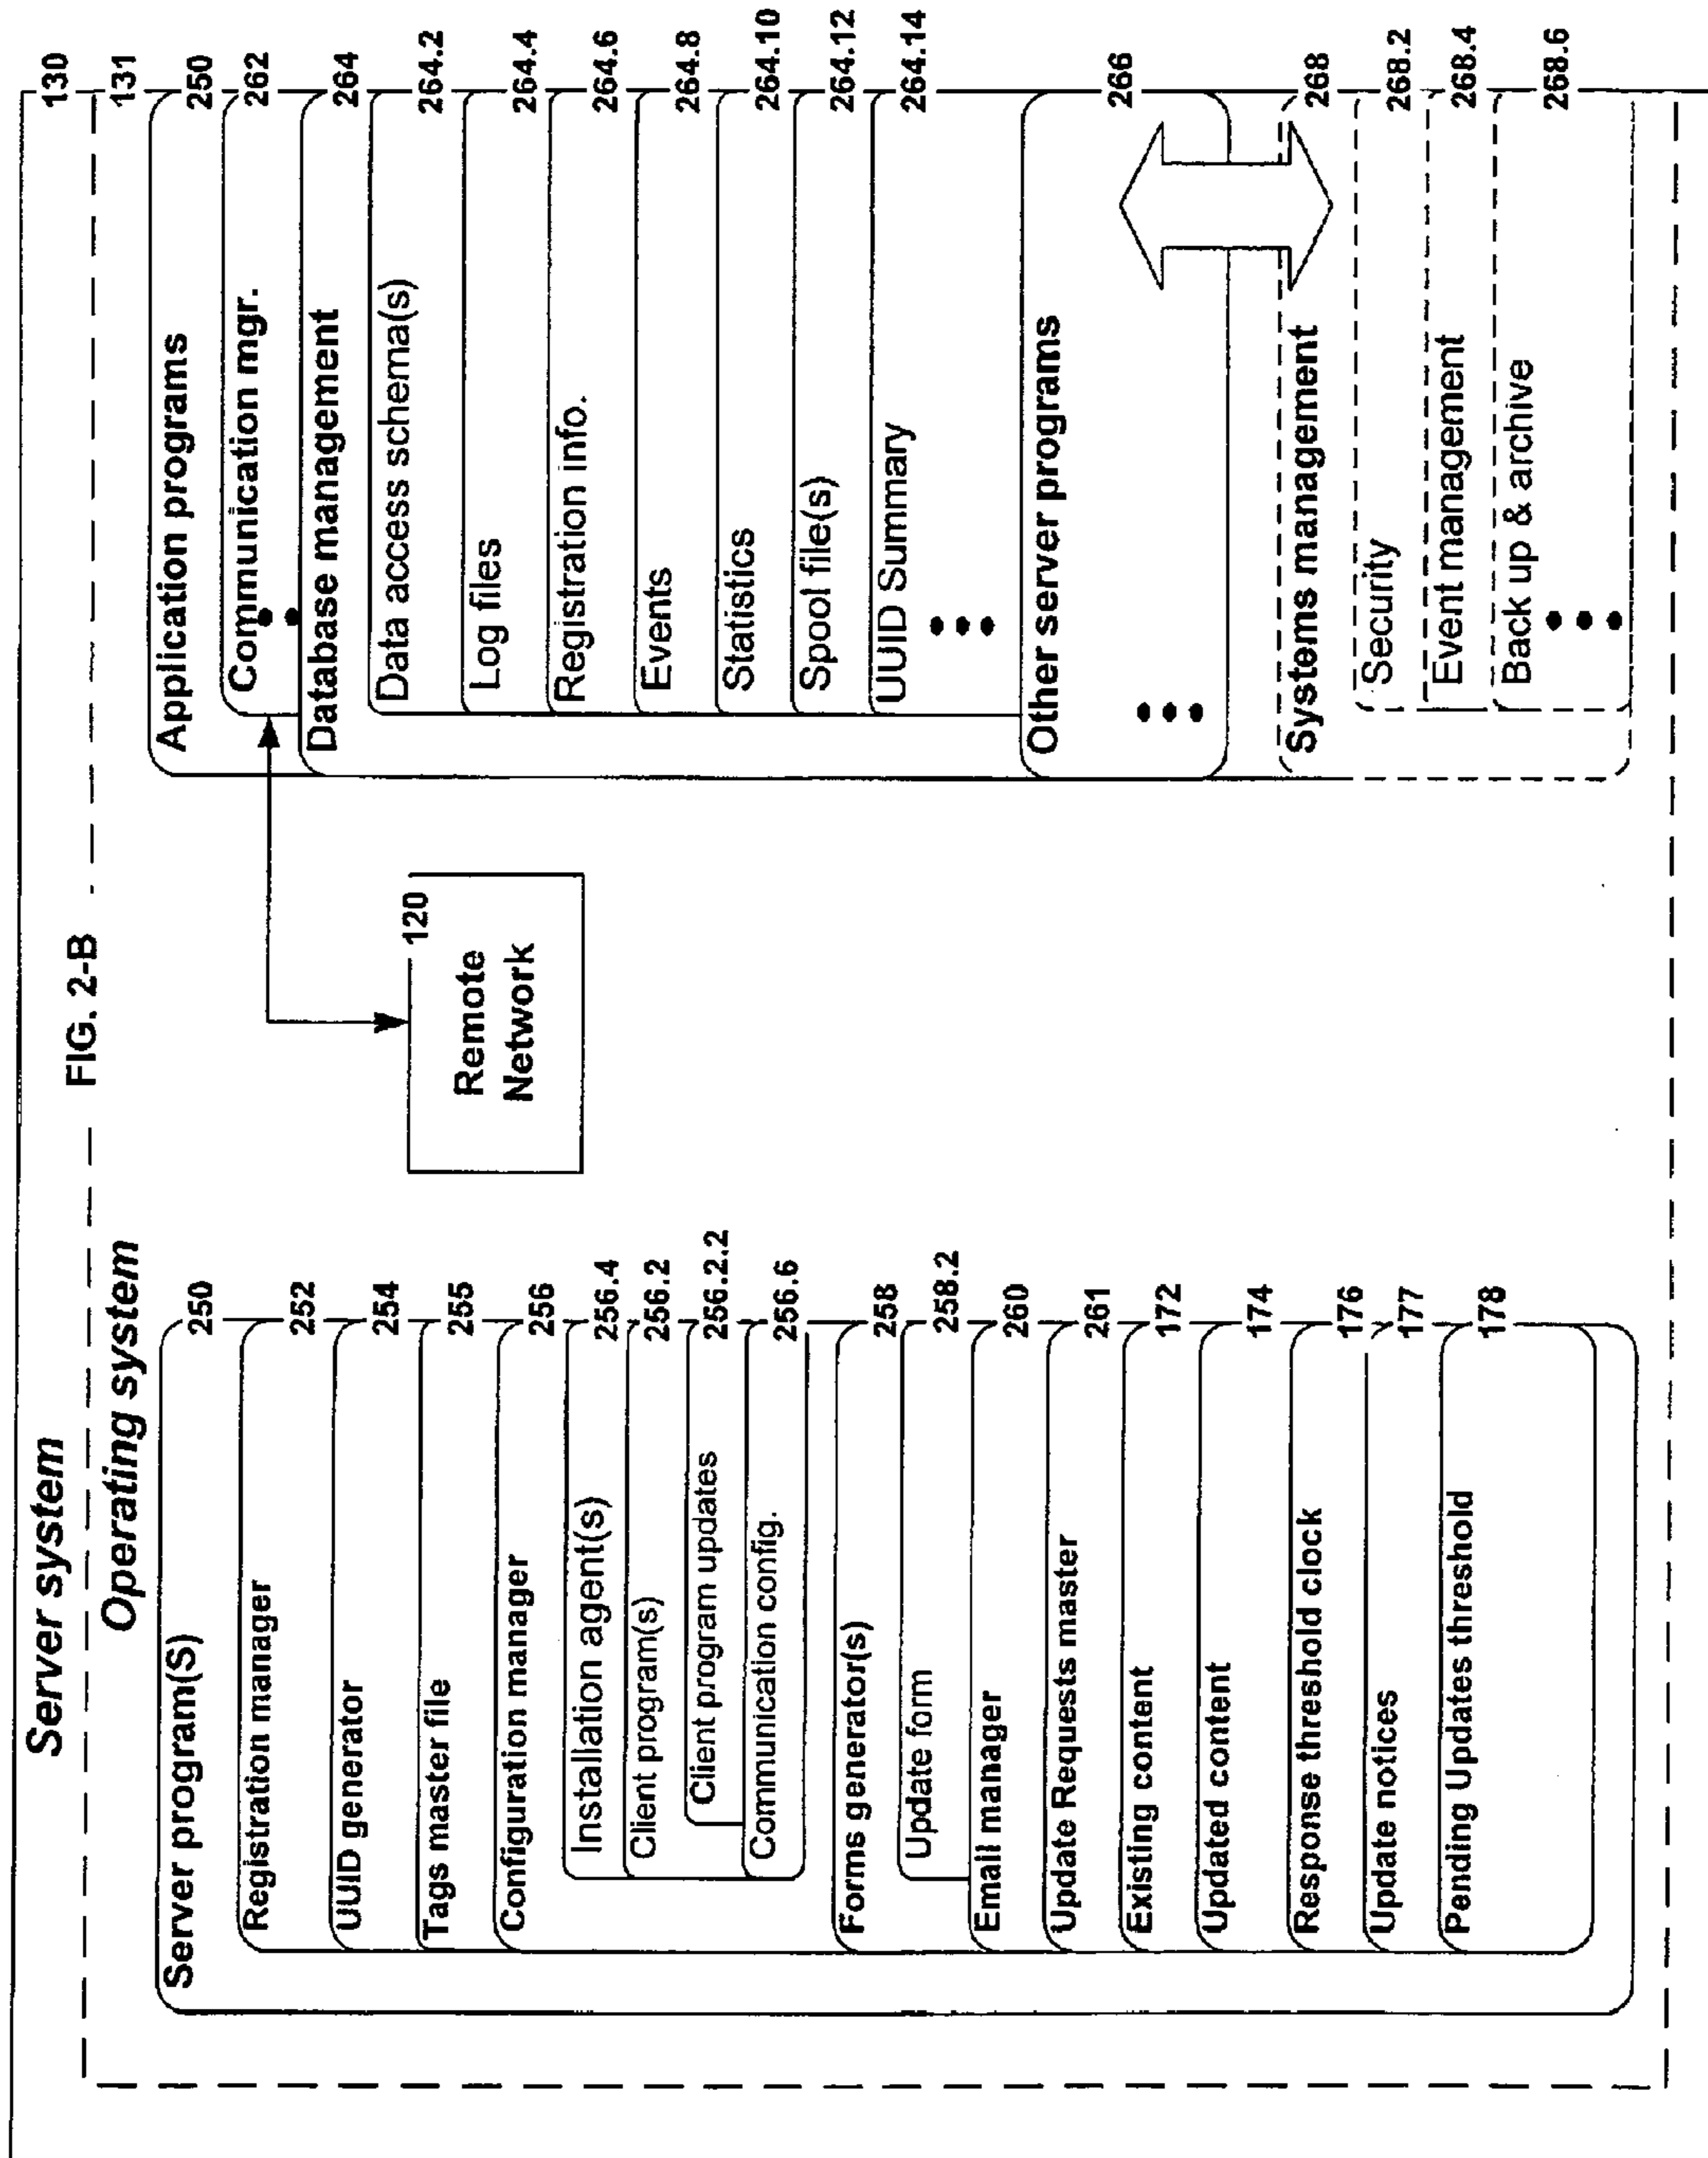 FIG. 2-B
Server system 130
Operating system 131
Server program(S) 250
Registration manager 252
UUID generator 254
Tags master file 255
Configuration manager 256
Installation agent(s) 256.4
Client program(s) 256.2
Client program updates 256.2.2
Communication config. 256.6
Forms generator(s) 258
Update form 258.2
Email manager 260
Update Requests master 261
Existing content 172
Updated content 174
Response threshold clock 176
Update notices 177
Pending Updates threshold 178
120
Remote
Network
Application programs 250
Communication mgr. 262
Database management 264
Data access schema(s) 264.2
Log files 264.4
Registration info. 264.6
Events 264.8
Statistics 264.10
Spool file(s) 264.12
UUID Summary 264.14
Other server programs 266
Systems management 268
Security 268.2
Event management 268.4
Back up & archive 268.6